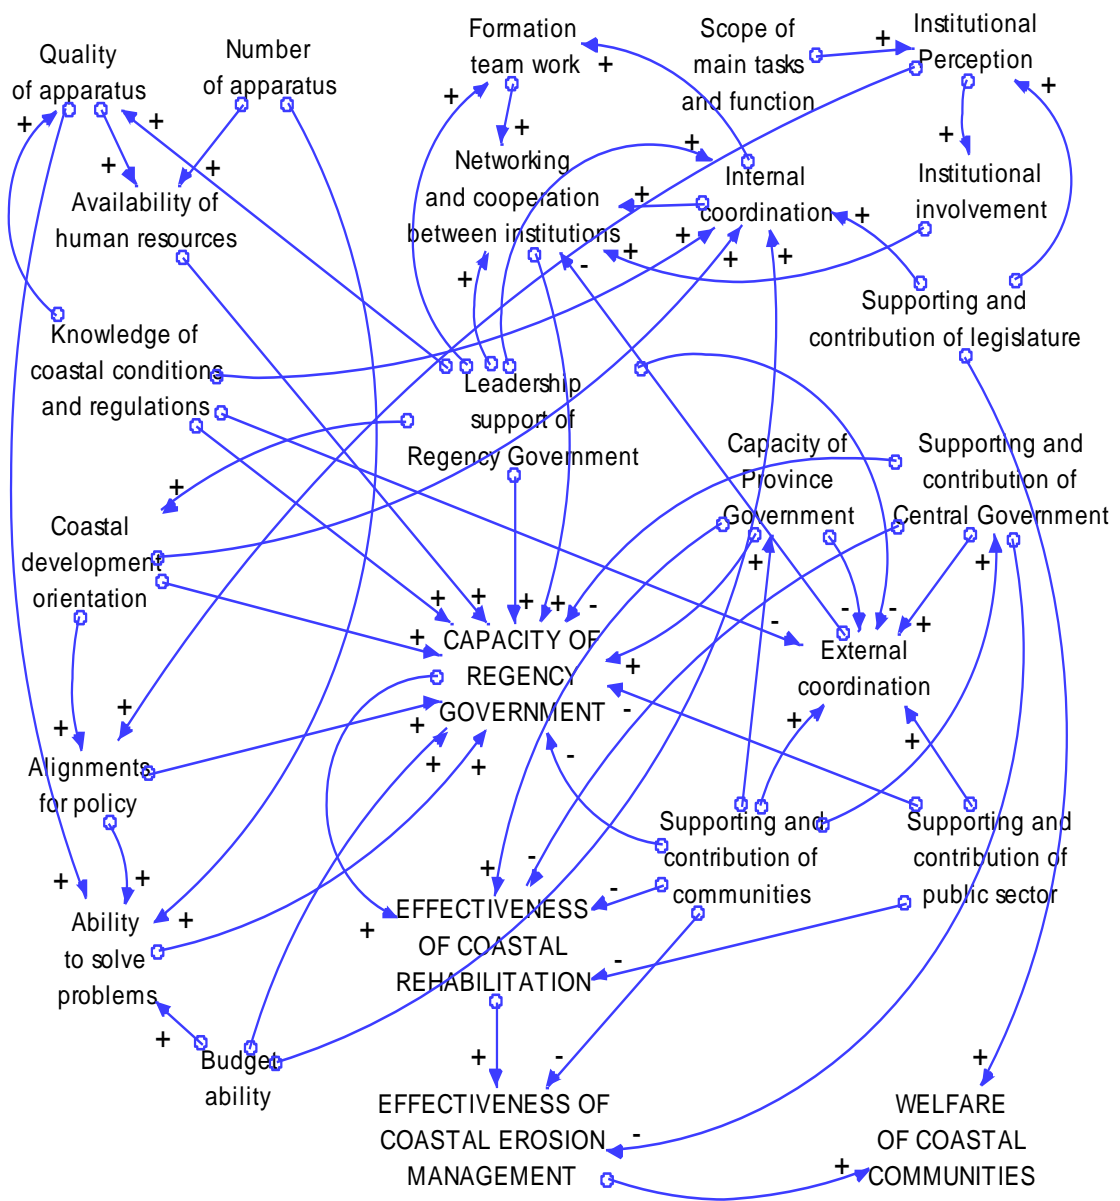 Quality
of apparatus
Number
of apparatus
Formation
team work
Scope of
main tasks
and function
Institutional
Perception
Availability of
human resources
Networking
and cooperation
between institutions
Internal
coordination
Institutional
involvement
Supporting and
contribution of legislature
Knowledge of
coastal conditions
and regulations
Leadership
support of
Regency Government
Capacity of
Province
Government
Supporting and
contribution of
Central Government
Coastal
development
orientation
CAPACITY OF
REGENCY
GOVERNMENT
External
coordination
Alignments
for policy
Supporting and
contribution of
communities
Supporting and
contribution of
public sector
Ability
to solve
problems
EFFECTIVENESS
OF COASTAL
REHABILITATION
Budget
ability
EFFECTIVENESS OF
COASTAL EROSION
MANAGEMENT
WELFARE
OF COASTAL
COMMUNITIES